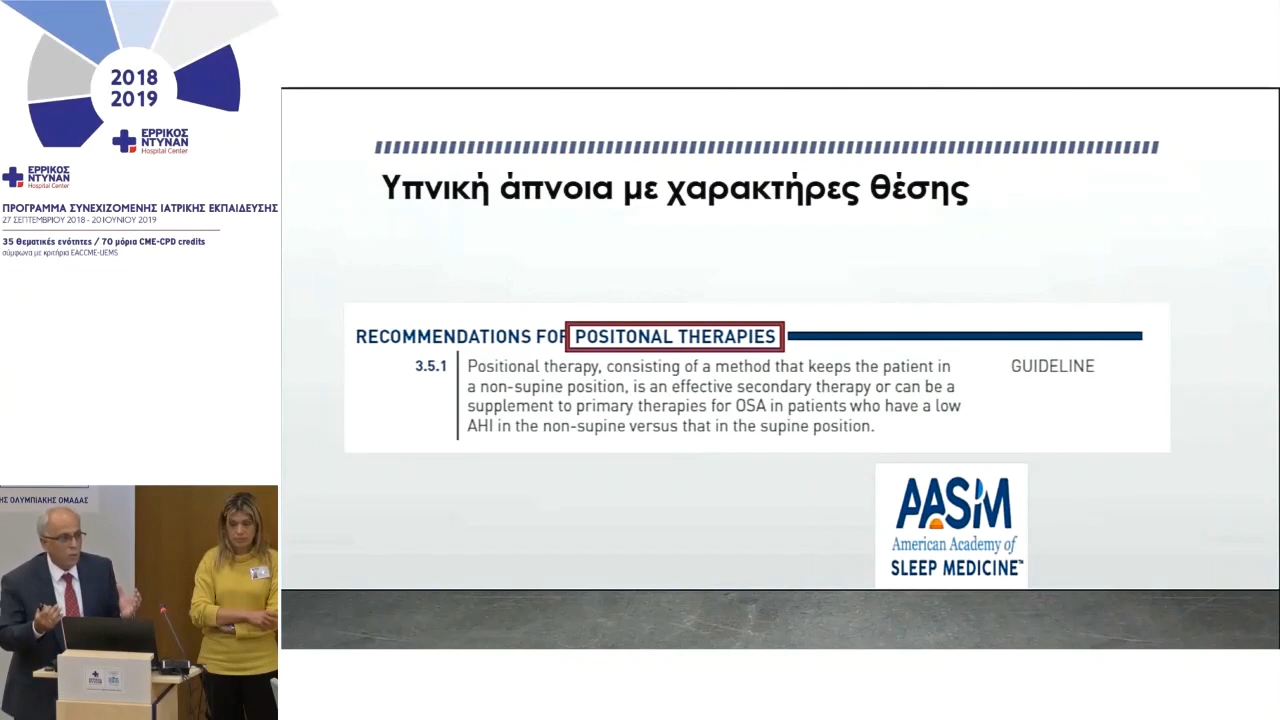 2018
2019
ΕΡΡΙΚΟΣ
ΝΤΥΝΑΝ
Hospital Center
ΕΡΡΙΚΟΣ
ΝΤΥΝΑΝ
Hospital Center
ΠΡΟΓΡΑΜΜΑ ΣΥΝΕΧΙΖΟΜΕΝΗΣ ΙΑΤΡΙΚΗΣ ΕΚΠΑΙΔΕΥΣΗΣ
27 ΣΕΠΤΕΜΒΡΙΟΥ 2018 - 20 ΙΟΥΝΙΟΥ 2019
35 Θεματικές ενότητες / 70 μόρια CME-CPD credits
σύμφωνα με κριτήρια EACCME-UEMS
ΗΣ ΟΛΥΜΠΙΑΚΗΣ ΟΜΑΔΑΣ
Υπνική άπνοια με χαρακτήρες θέσης
RECOMMENDATIONS FOR POSITONAL THERAPIES
3.5.1 Positional therapy, consisting of a method that keeps the patient in GUIDELINE
a non-supine position, is an effective secondary therapy or can be a
supplement to primary therapies for OSA in patients who have a low
AHI in the non-supine versus that in the supine position.
AASM
American Academy of
SLEEP MEDICINE™